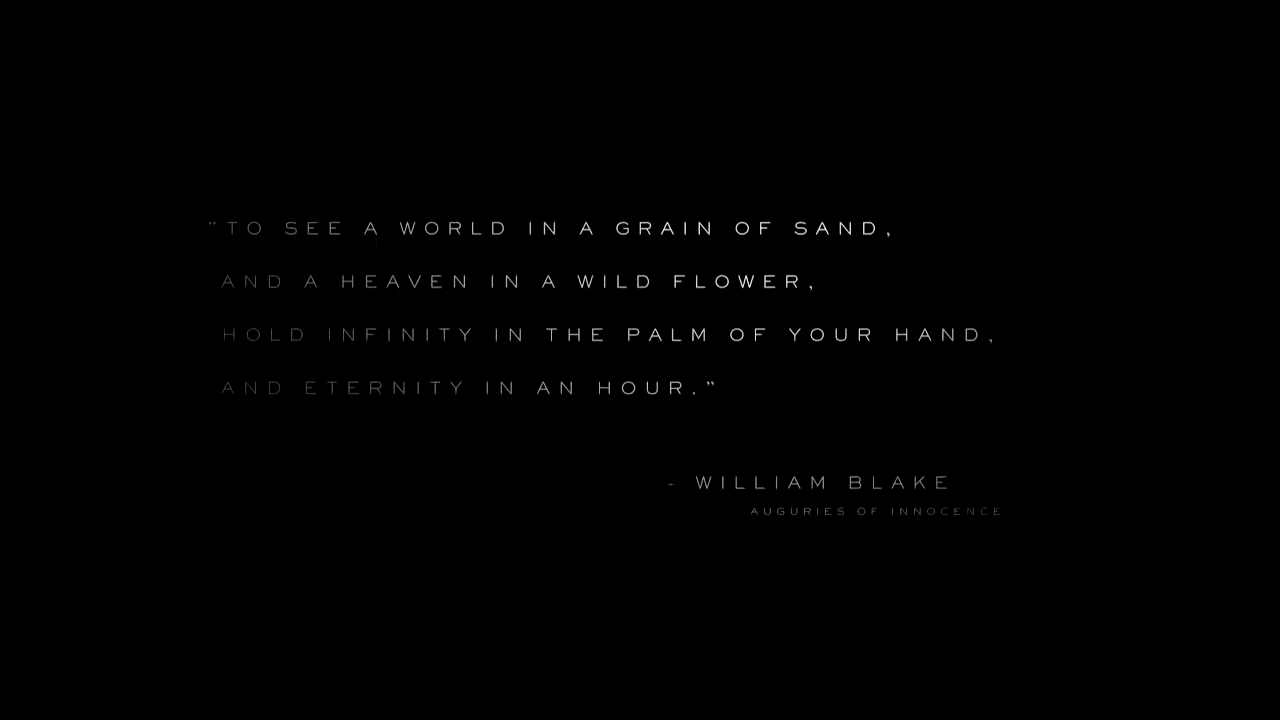 "TO SEE A WORLD IN A GRAIN OF SAND,
AND A HEAVEN IN A WILD FLOWER,
HOLD INFINITY IN THE PALM OF YOUR HAND,
AND ETERNITY IN AN HOUR."
- WILLIAM BLAKE
AUGURIES OF INNOCENCE